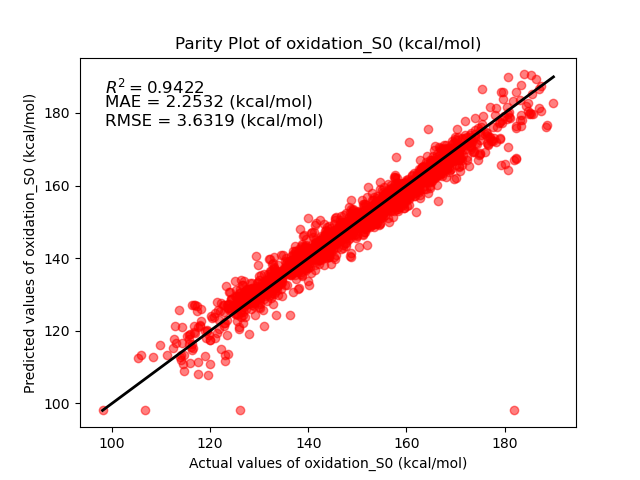 Parity Plot of oxidation_S0 (kcal/mol)
R² = 0.9422
MAE = 2.2532 (kcal/mol)
RMSE = 3.6319 (kcal/mol)
Predicted values of oxidation_S0 (kcal/mol)
180
160
140
120
100
100 120 140 160 180
Actual values of oxidation_S0 (kcal/mol)